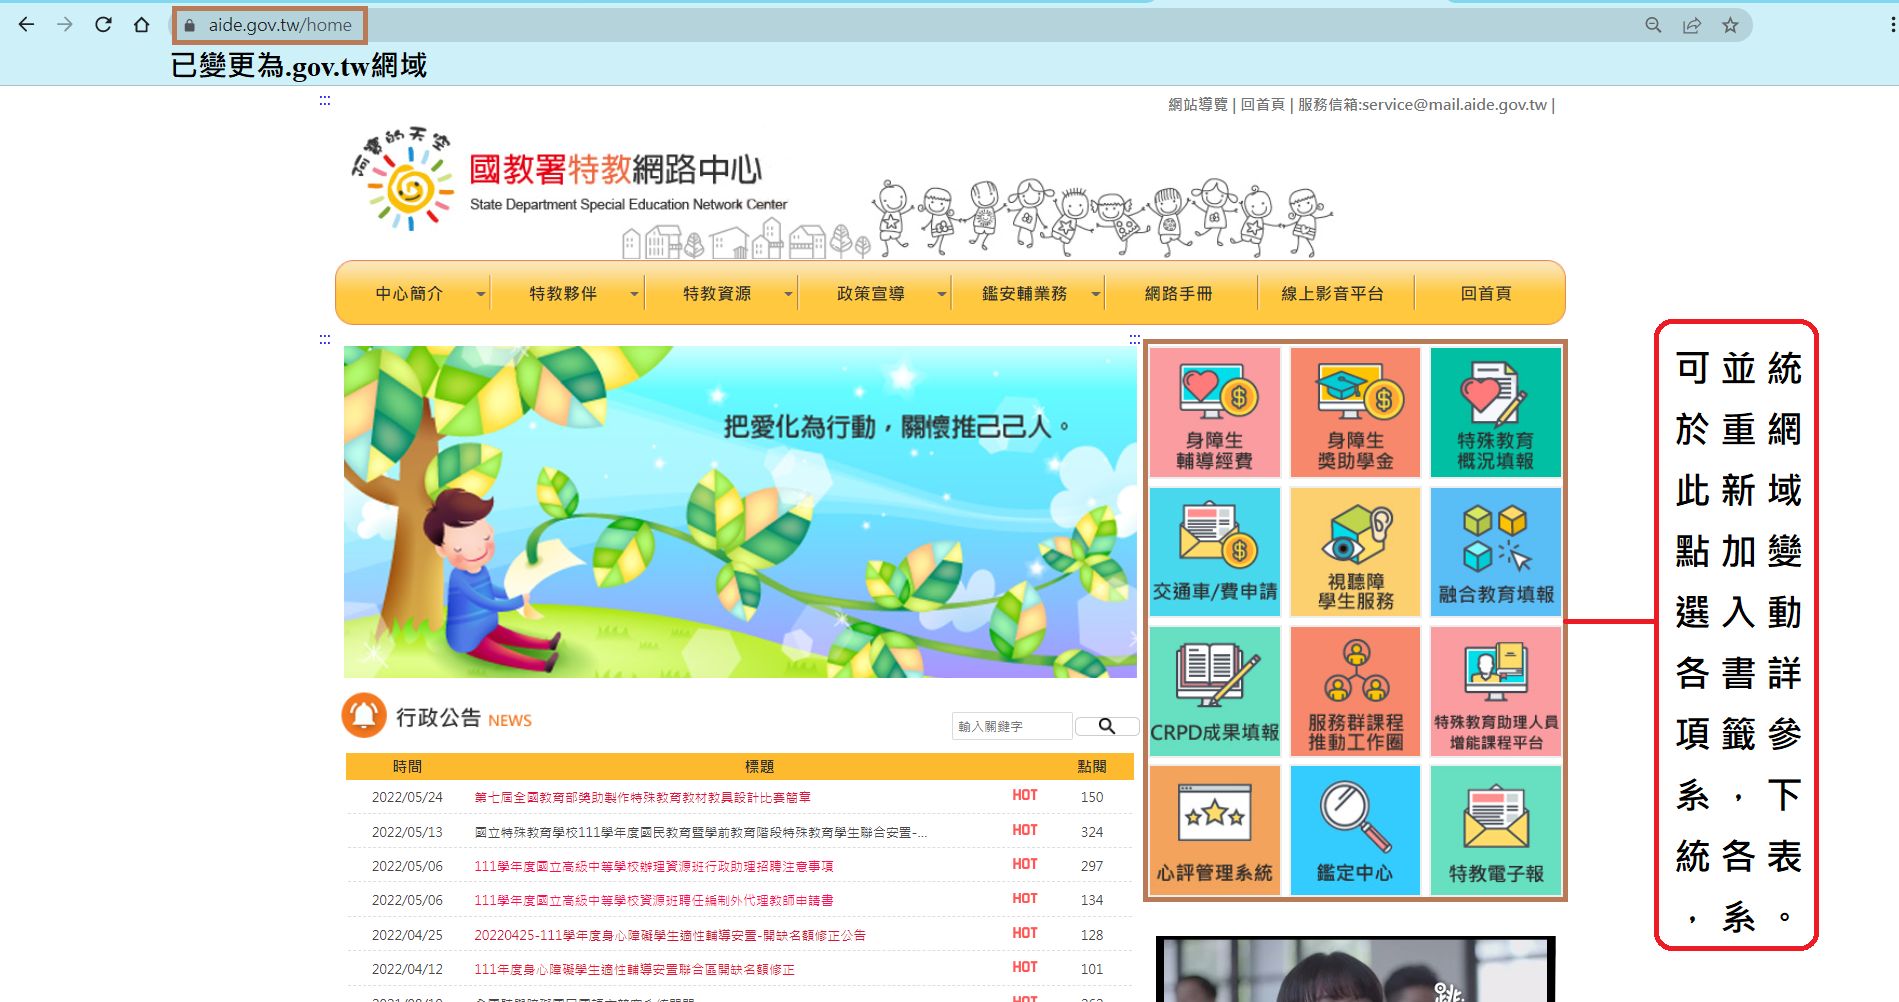 aide.gov.tw/home
已變更為.gov.tw網域
網站導覽 | 回首頁 | 服務信箱:service@mail.aide.gov.tw |
阿寶的天空
國教署特教網路中心
State Department Special Education Network Center
中心簡介 特教夥伴 特教資源 政策宣導 鑑安輔業務 網路手冊 線上影音平台 回首頁
把愛化為行動，關懷推己己人。
身障生
輔導經費
身障生
獎助學金
特殊教育
概況填報
交通車/費申請
視聽障
學生服務
融合教育填報
CRPD成果填報
服務群課程
推動工作圈
特殊教育助理人員
增能課程平台
心評管理系統
鑑定中心
特教電子報
可於此點選各項系統，
並重新加入書籤，各系
統網域變動詳參下表。
行政公告 NEWS
輸入關鍵字
時間 標題 點閱
2022/05/24 第七屆全國教育部獎助製作特殊教育教材教具設計比賽簡章 HOT 150
2022/05/13 國立特殊教育學校111學年度國民教育暨學前教育階段特殊教育學生聯合安置-... HOT 324
2022/05/06 111學年度國立高級中等學校辦理資源班行政助理招聘注意事項 HOT 297
2022/05/06 111學年度國立高級中等學校資源班聘任編制外代理教師申請書 HOT 134
2022/04/25 20220425-111學年度身心障礙學生適性輔導安置-開缺名額修正公告 HOT 128
2022/04/12 111年度身心障礙學生適性輔導安置聯合區開缺名額修正 HOT 101